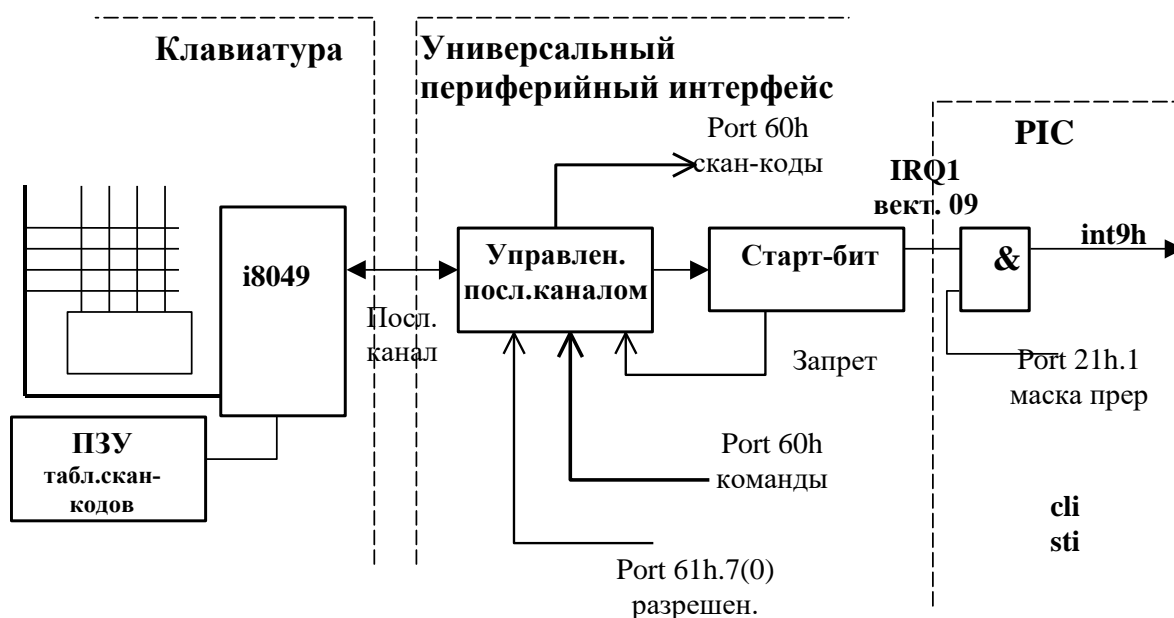 Клавиатура
Универсальный
периферийный интерфейс
Port 60h
скан-коды
PIC
IRQ1
вект. 09
i8049
Управлен.
посл.каналом
Старт-бит
&
int9h
Посл.
канал
Запрет
Port 21h.1
маска прер
ПЗУ
табл.скан-
кодов
Port 60h
команды
cli
sti
Port 61h.7(0)
разрешен.